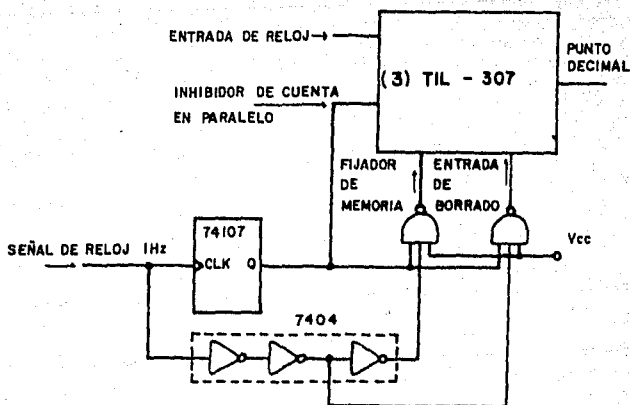 ENTRADA DE RELOJ
(3) TIL - 307
PUNTO
DECIMAL
INHIBIDOR DE CUENTA
EN PARALELO
FIJADOR
DE
MEMORIA
ENTRADA
DE
BORRADO
Vcc
74107
CLK Q
SEÑAL DE RELOJ 1Hz
7404